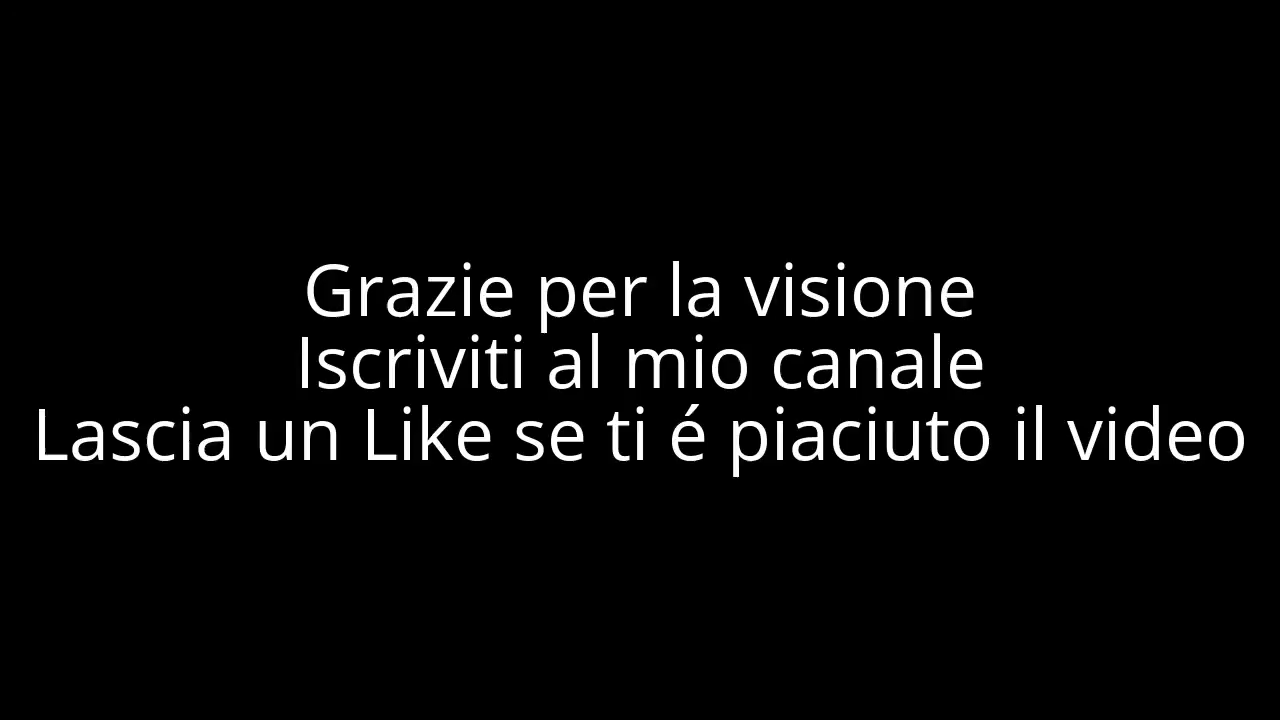 Grazie per la visione
Iscriviti al mio canale
Lascia un Like se ti é piaciuto il video